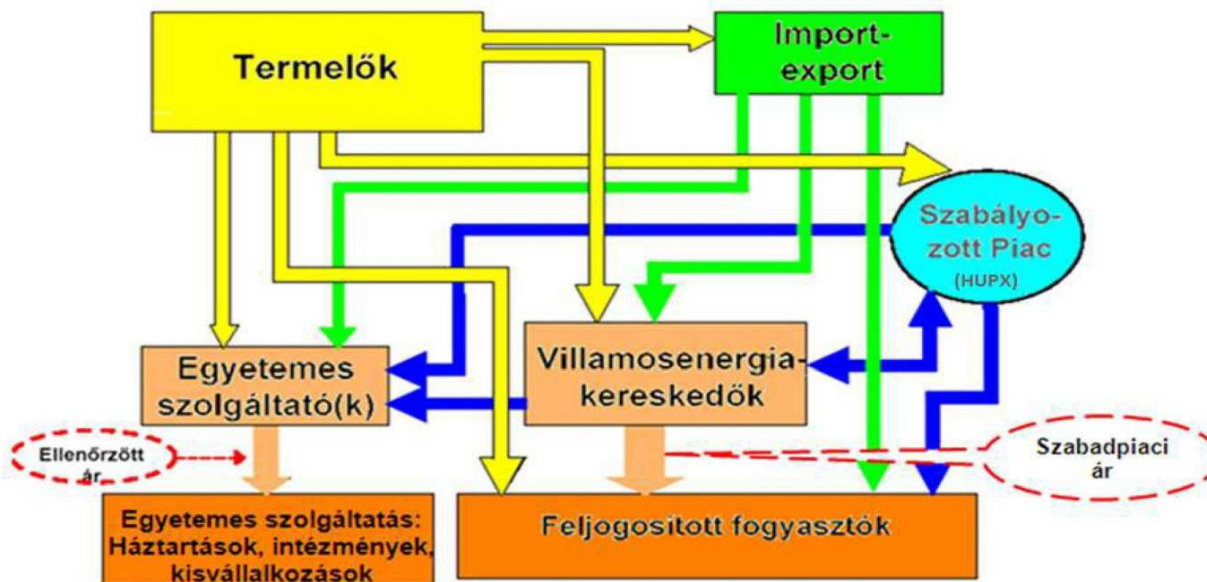 Termelők
Import-
export
Szabályo-
zott Piac
(HUPX)
Egyetemes
szolgáltató(k)
Villamosenergia-
kereskedők
Ellenőrzött
ár
Szabadpiaci
ár
Egyetemes szolgáltatás:
Háztartások, intézmények,
kisvállalkozások
Feljogosított fogyasztók